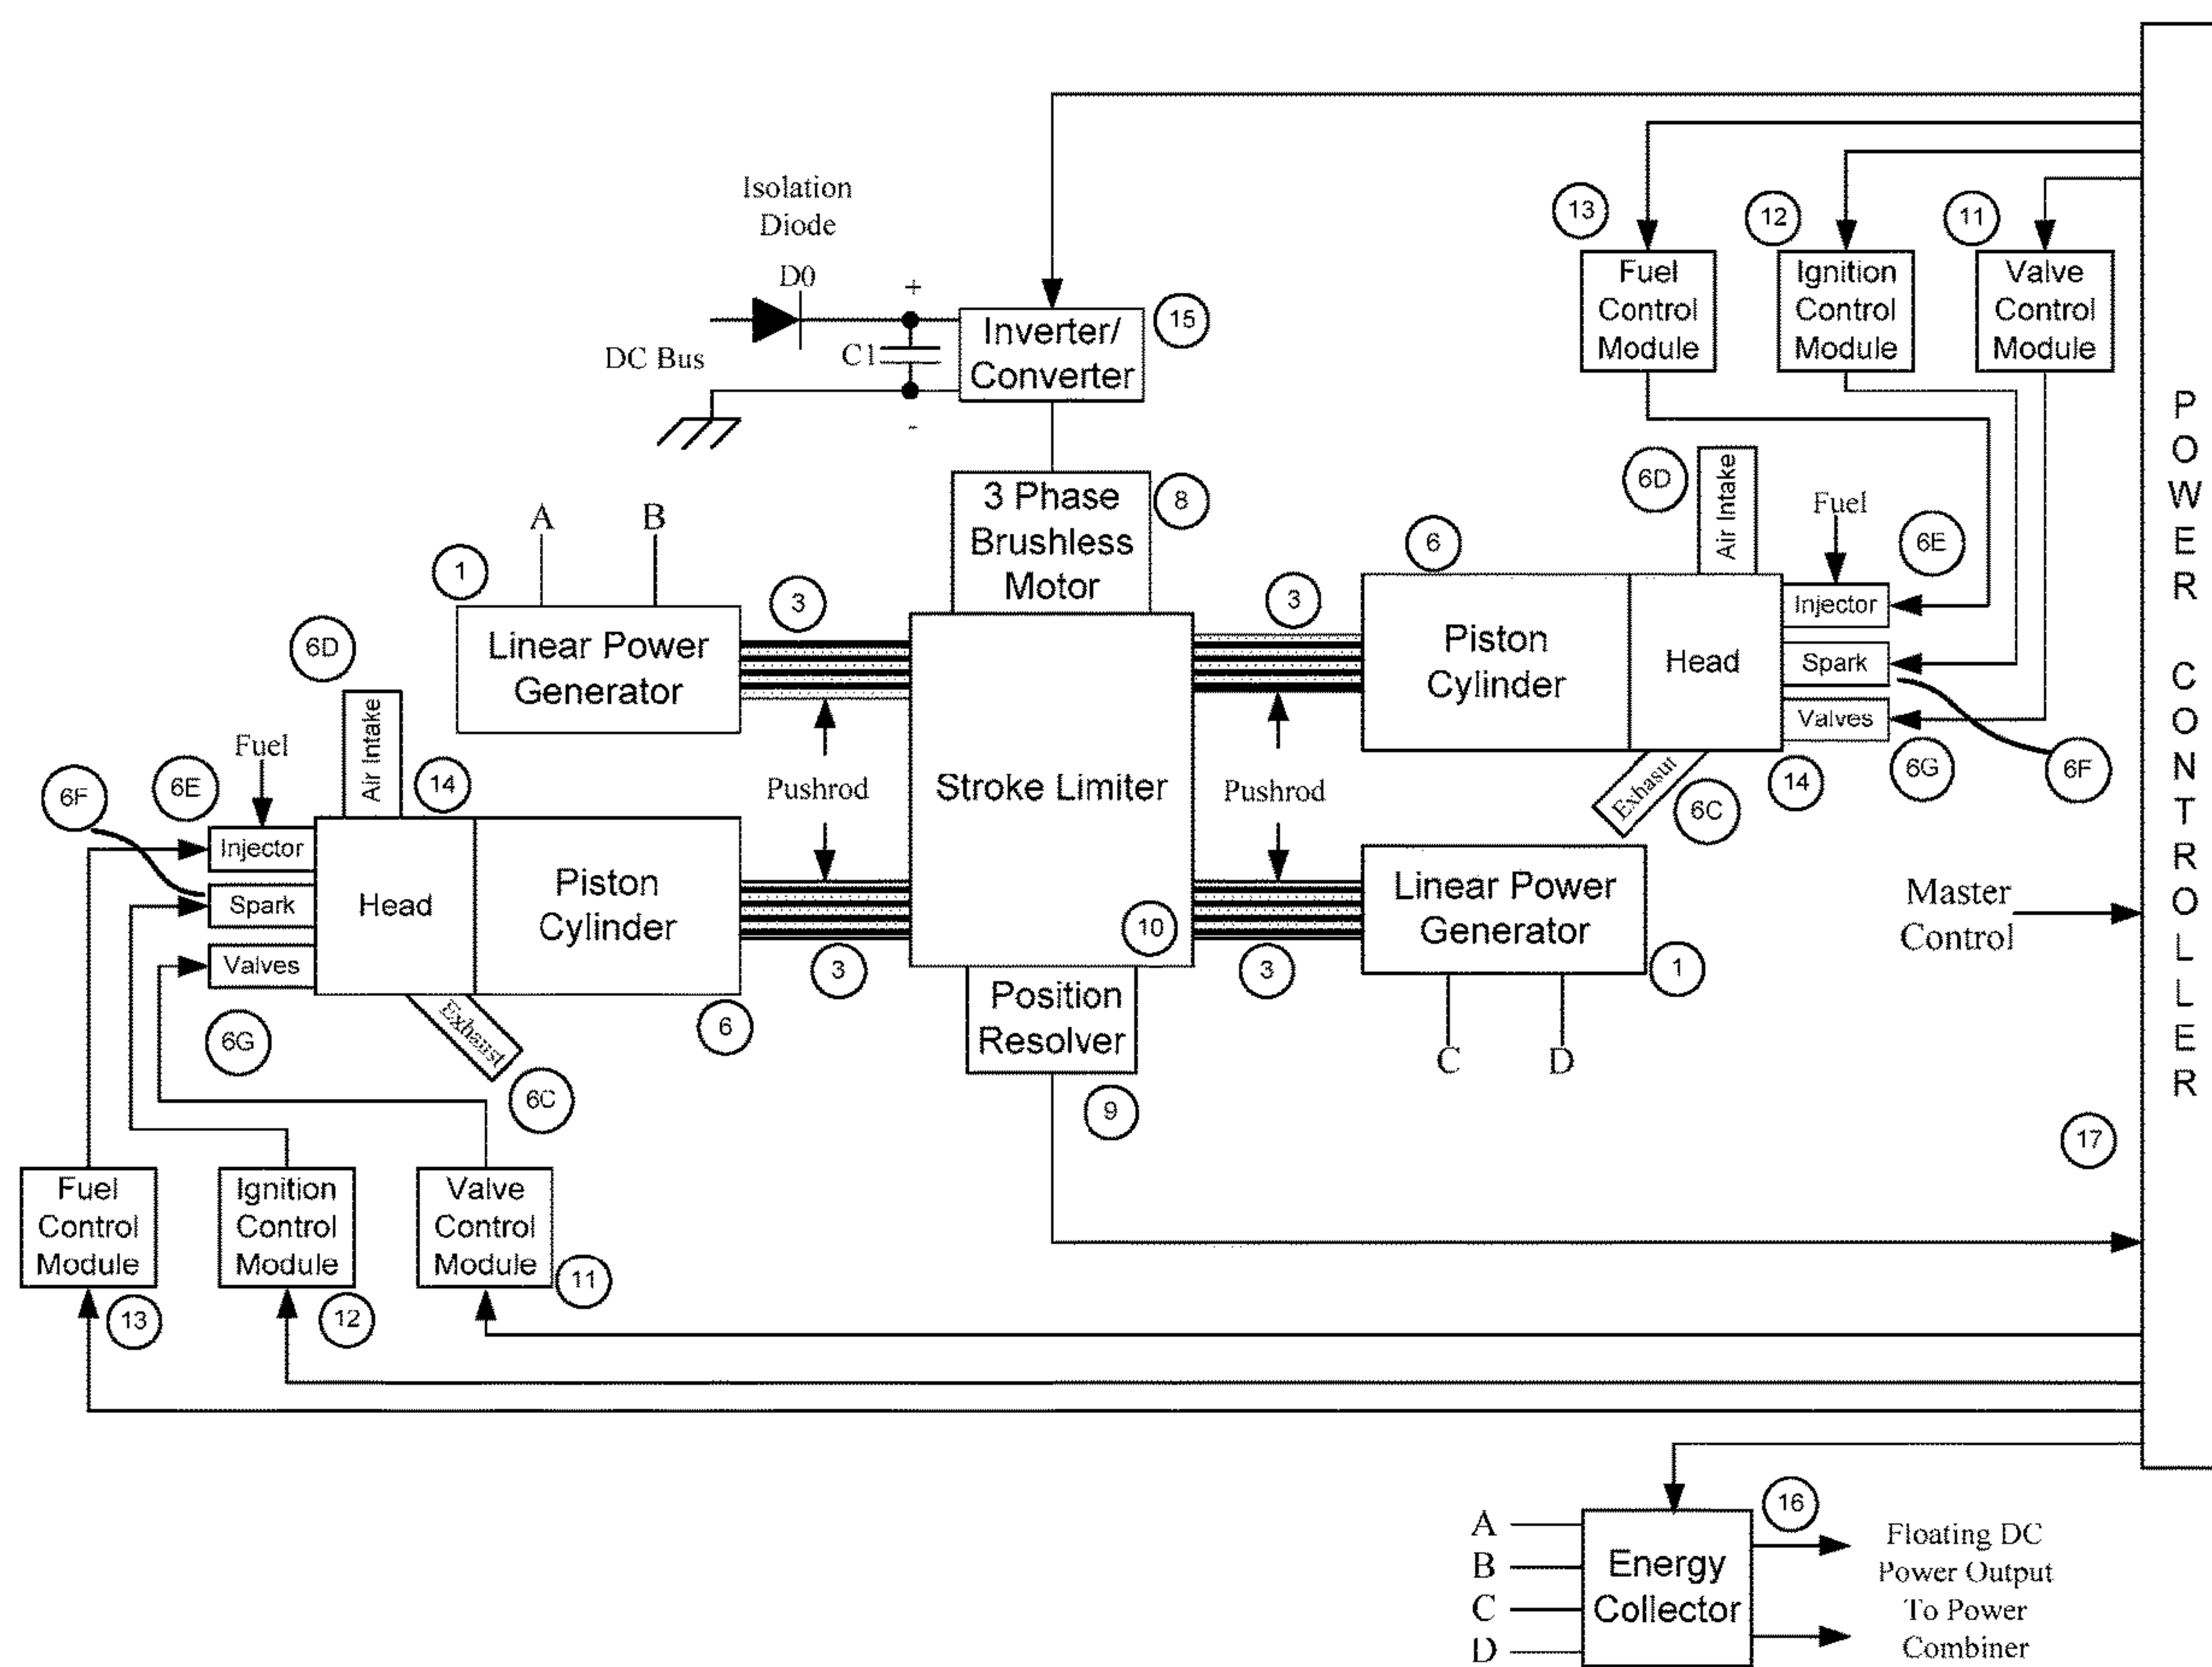 Isolation
Diode
D0
+
DC Bus
C1
-
Inverter/
Converter
15
13
12
11
Fuel
Control
Module
Ignition
Control
Module
Valve
Control
Module
3 Phase
Brushless
Motor
8
A
B
1
Linear Power
Generator
3
3
6
Piston
Cylinder
Head
6D
Air Intake
Fuel
6E
Injector
Spark
Valves
6G
6F
14
Exhasut
6C
Pushrod
Stroke Limiter
Pushrod
10
6D
Air Intake
14
Fuel
6E
6F
Injector
Spark
Valves
Head
Piston
Cylinder
3
6
6G
Exhaust
6C
3
Linear Power
Generator
1
C
D
Position
Resolver
9
Master
Control
POWER CONTROLLER
17
Fuel
Control
Module
13
Ignition
Control
Module
12
Valve
Control
Module
11
16
A
B
C
D
Energy
Collector
Floating DC
Power Output
To Power
Combiner